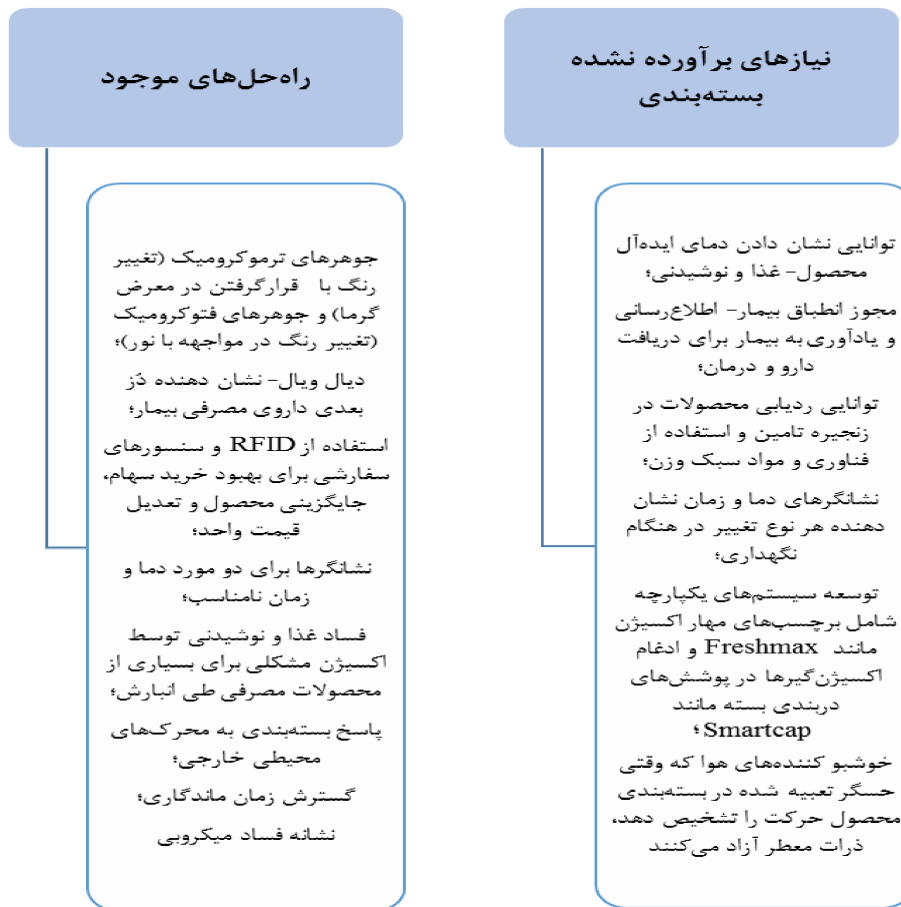 نیازهای برآورده نشده
بسته‌بندی
توانایی نشان دادن دمای ایده‌آل
محصول- غذا و نوشیدنی؛
مجوز انطباق بیمار- اطلاع‌رسانی
و یادآوری به بیمار برای دریافت
دارو و درمان؛
توانایی ردیابی محصولات در
زنجیره تامین و استفاده از
فناوری و مواد سبک وزن؛
نشانگرهای دما و زمان نشان
دهنده هر نوع تغییر در هنگام
نگهداری؛
توسعه سیستم‌های یکپارچه
شامل برچسب‌های مهار اکسیژن
مانند Freshmax و ادغام
اکسیژن‌گیرها در پوشش‌های
دربندی بسته مانند
Smartcap؛
خوشبو کننده‌های هوا که وقتی
حسگر تعبیه شده در بسته‌بندی
محصول حرکت را تشخیص دهد،
ذرات معطر آزاد می‌کنند
راه‌حل‌های موجود
جوهرهای ترموکرومیک (تغییر
رنگ با قرارگرفتن در معرض
گرما) و جوهرهای فتوکرومیک
(تغییر رنگ در مواجهه با نور)؛
دیال ویال- نشان دهنده دُز
بعدی داروی مصرفی بیمار؛
استفاده از RFID و سنسورهای
سفارشی برای بهبود خرید سهام،
جایگزینی محصول و تعدیل
قیمت واحد؛
نشانگرها برای دو مورد دما و
زمان نامناسب؛
فساد غذا و نوشیدنی توسط
اکسیژن مشکلی برای بسیاری از
محصولات مصرفی طی انبارش؛
پاسخ بسته‌بندی به محرک‌های
محیطی خارجی؛
گسترش زمان ماندگاری؛
نشانه فساد میکروبی